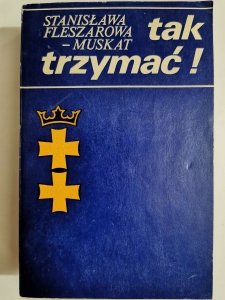 STANISŁAWA
FLESZAROWA
-MUSKAT
tak
trzymać!